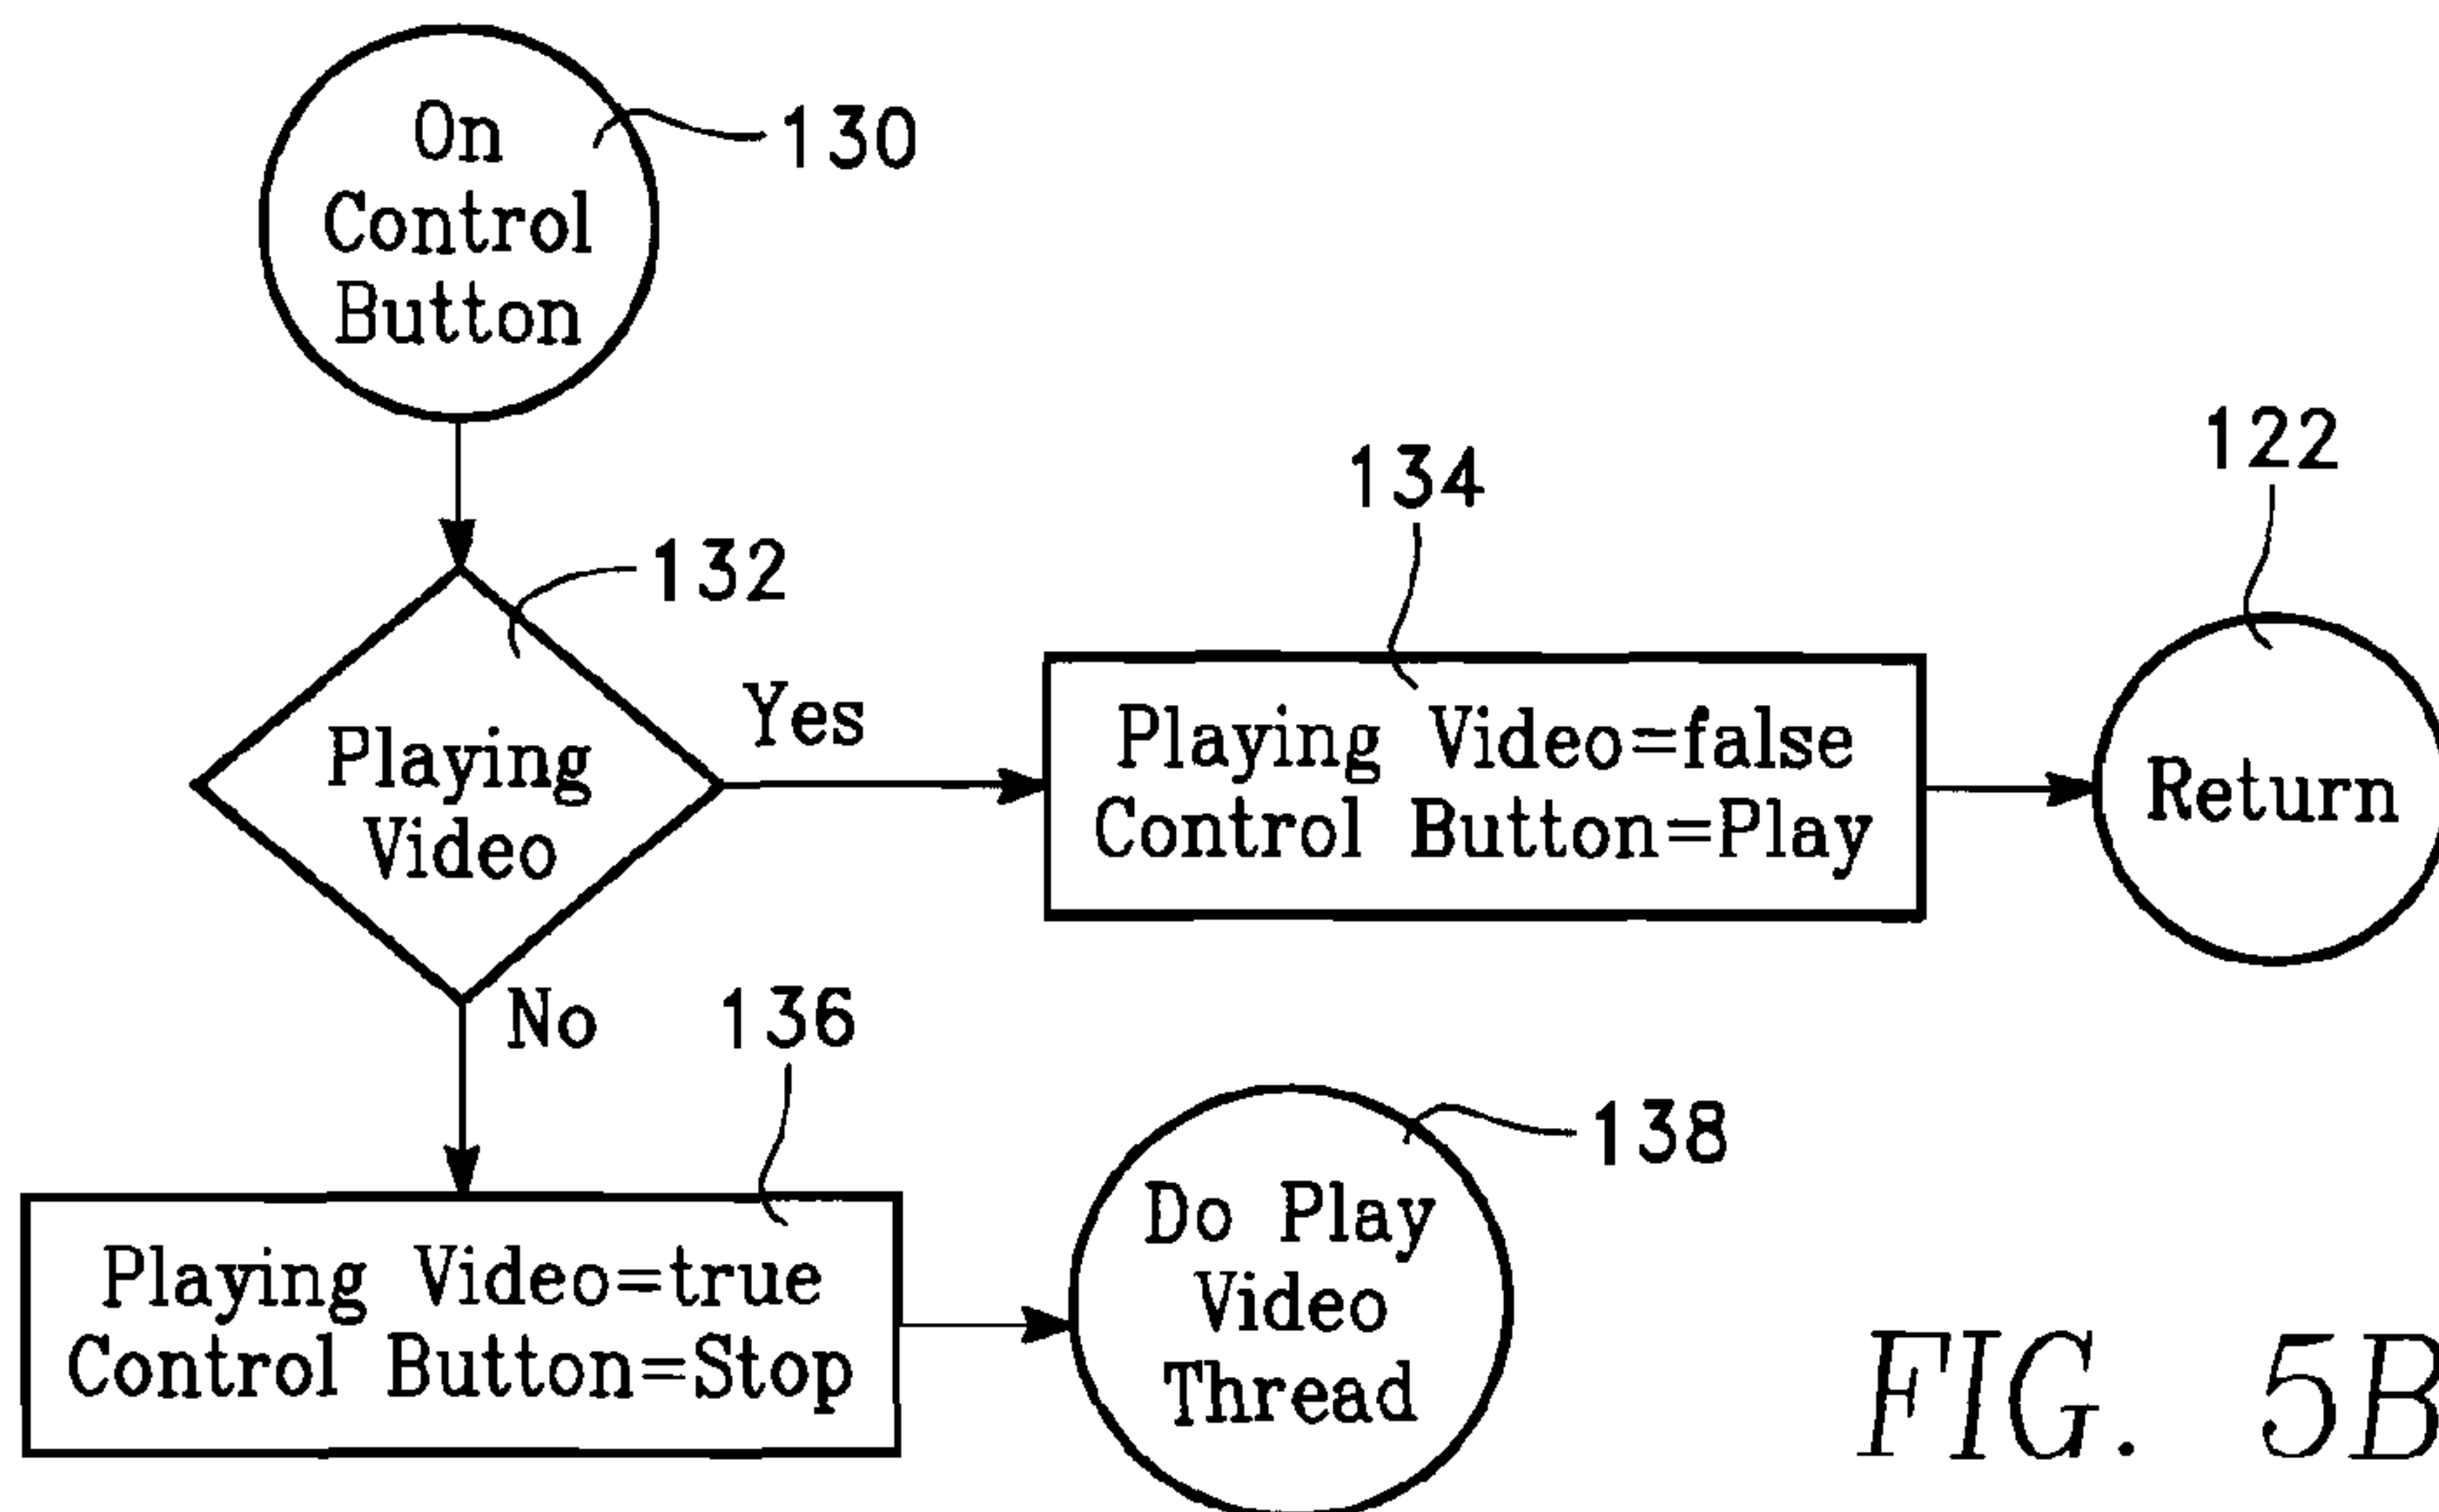 On
Control
Button
130
132
Playing
Video
Yes
134
Playing Video=false
Control Button=Play
122
Return
No
136
Playing Video=true
Control Button=Stop
138
Do Play
Video
Thread
FIG. 5B